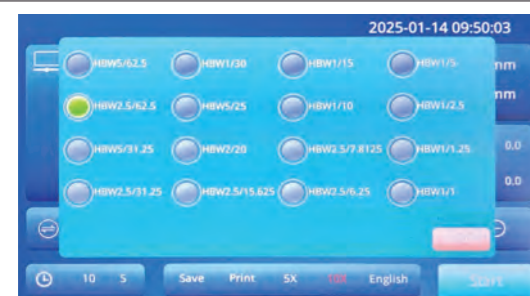 2025-01-14 09:50:03
HBW5/62.5 HBW1/30 HBW1/15 HBW1/5 mm
HBW2.5/62.5 HBW5/25 HBW1/10 HBW1/2.5 mm
HBW5/31.25 HBW2/20 HBW2.5/7.8125 HBW1/1.25 0.0
HBW2.5/31.25 HBW2.5/15.625 HBW2.5/6.25 HBW1/1 0.0
10 S Save Print 5X 10X English Start